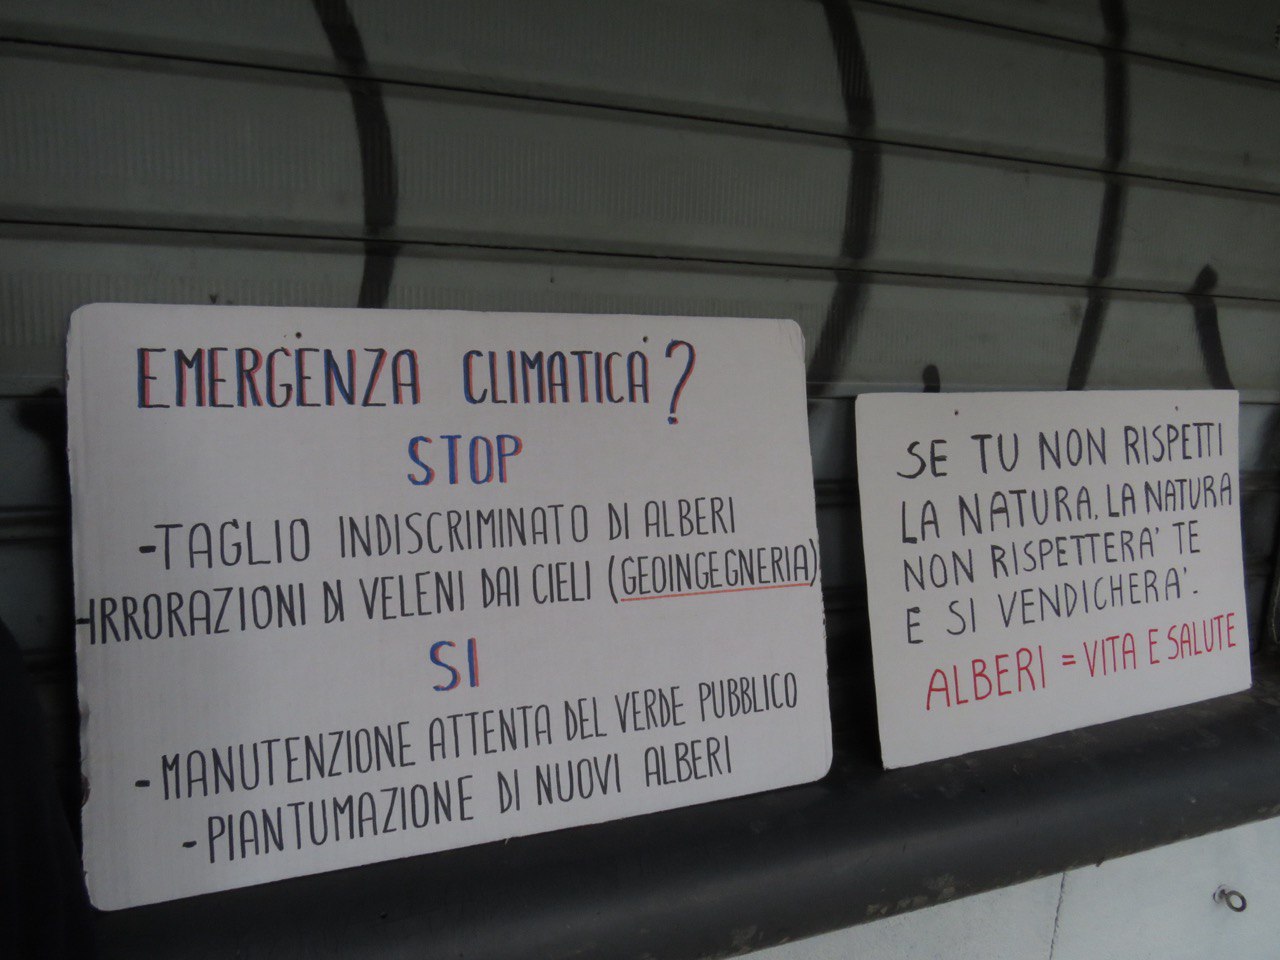 EMERGENZA CLIMATICA?
STOP
-TAGLIO INDISCRIMINATO DI ALBERI
-IRRORAZIONI DI VELENI DAI CIELI (GEOINGEGNERIA)
SI
- MANUTENZIONE ATTENTA DEL VERDE PUBBLICO
- PIANTUMAZIONE DI NUOVI ALBERI
SE TU NON RISPETTI
LA NATURA, LA NATURA
NON RISPETTERA' TE
E SI VENDICHERA'.
ALBERI = VITA E SALUTE